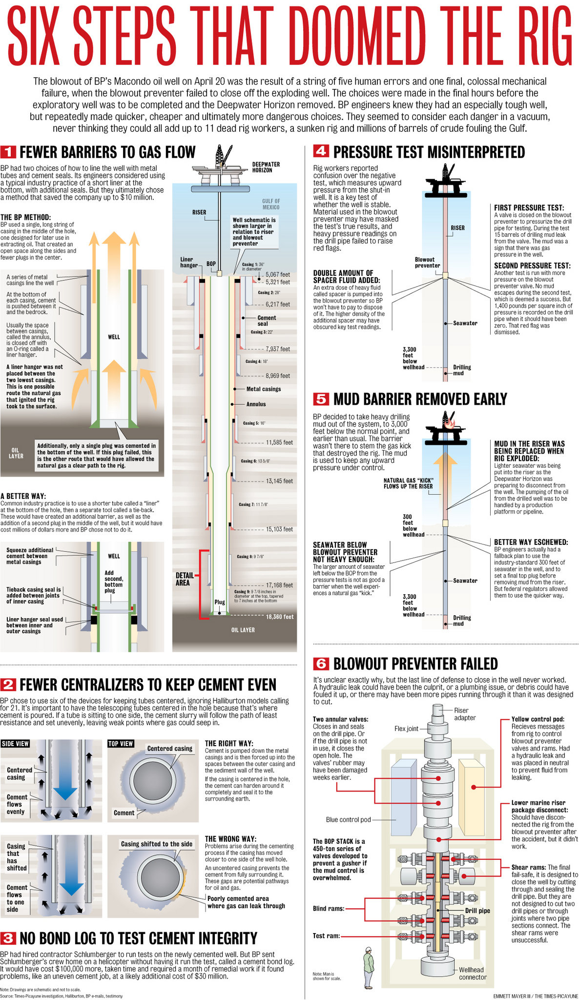 SIX STEPS THAT DOOMED THE RIG
The blowout of BP's Macondo oil well on April 20 was the result of a string of five human errors and one final, colossal mechanical
failure, when the blowout preventer failed to close off the exploding well. The choices were made in the final hours before the
exploratory well was to be completed and the Deepwater Horizon removed. BP engineers knew they had an especially tough well,
but repeatedly made quicker, cheaper and ultimately more dangerous choices. They seemed to consider each danger in a vacuum,
never thinking they could all add up to 11 dead rig workers, a sunken rig and millions of barrels of crude fouling the Gulf.
1 FEWER BARRIERS TO GAS FLOW
BP had two choices of how to line the well with metal
tubes and cement seals. Its engineers considered using
a typical industry practice of a short liner at the
bottom, with additional seals. But they ultimately chose
a method that saved the company up to $10 million.
THE BP METHOD:
BP used a single, long string of
casing in the middle of the hole,
one designed for later use in
extracting oil. That created an
open space along the sides and
fewer plugs in the center.
A series of metal
casings line the well
At the bottom of
each casing, cement
is pushed between it
and the bedrock.
Usually the space
between casings,
called the annulus,
is closed off with
an O-ring called a
liner hanger.
A liner hanger was not
placed between the
two lowest casings.
This is one possible
route the natural gas
that ignited the rig
took to the surface.
WELL
OIL
LAYER
Additionally, only a single plug was cemented in
the bottom of the well. If this plug failed, this
is the other route that would have allowed the
natural gas a clear path to the rig.
A BETTER WAY:
Common industry practice is to use a shorter tube called a "liner"
at the bottom of the hole, then a separate tool called a tie-back.
These would have created an additional barrier, as well as the
addition of a second plug in the middle of the well, but it would have
cost millions of dollars more and BP chose not to do it.
Squeeze additional
cement between
metal casings
WELL
Add
second,
bottom
plug
Tieback casing seal is
added between joints
of inner casing
Liner hanger seal used
between inner and
outer casings
DEEPWATER
HORIZON
GULF OF
MEXICO
RISER
Well schematic is
shown larger in
relation to riser
and blowout
preventer
Liner
hanger
BOP
Casing 1: 36"
in diameter
5,067 feet
5,321 feet
Casing 2: 28"
6,217 feet
Cement
seal
Casing 3: 22"
7,937 feet
Casing 4: 18"
8,969 feet
Metal casings
Annulus
Casing 5: 16"
11,585 feet
Casing 6: 13 5/8"
13,145 feet
Casing 7: 11 7/8"
15,103 feet
Casing 8: 9 7/8"
DETAIL
AREA
17,168 feet
Casing 9: 9 7/8 inches in
diameter at the top, tapered
to 7 inches at the bottom
Plug
18,360 feet
OIL LAYER
2 FEWER CENTRALIZERS TO KEEP CEMENT EVEN
BP chose to use six of the devices for keeping tubes centered, ignoring Halliburton models calling
for 21. It's important to have the telescoping tubes centered in the hole because that's where
cement is poured. If a tube is sitting to one side, the cement slurry will follow the path of least
resistance and set unevenly, leaving weak points where gas could seep in.
SIDE VIEW
Centered
casing
Cement
flows
evenly
TOP VIEW
Centered casing
Cement
THE RIGHT WAY:
Cement is pumped down the metal
casings and is then forced up into the
spaces between the outer casing and
the sediment wall of the well.
If the casing is centered in the hole,
the cement can harden around it
completely and seal it to the
surrounding earth.
Casing
that
has
shifted
Cement
flows
to one
side
Casing shifted to the side
THE WRONG WAY:
Problems arise during the cementing
process if the casing has moved
closer to one side of the well hole.
An uncentered casing prevents the
cement from fully surrounding it.
These gaps are potential pathways
for oil and gas.
Poorly cemented area
where gas can leak through
3 NO BOND LOG TO TEST CEMENT INTEGRITY
BP had hired contractor Schlumberger to run tests on the newly cemented well. But BP sent
Schlumberger's crew home on a helicopter without having it run the test, called a cement bond log.
It would have cost $100,000 more, taken time and required a month of remedial work if it found
problems, like an uneven cement job, at a likely additional cost of $30 million.
Note: Drawings are schematic and not to scale.
Source: Times-Picayune investigation, Halliburton, BP e-mails, testimony
4 PRESSURE TEST MISINTERPRETED
Rig workers reported
confusion over the negative
test, which measures upward
pressure from the shut-in
well. It is a key test of
whether the well is stable.
Material used in the blowout
preventer may have masked
the test's true results, and
heavy pressure readings on
the drill pipe failed to raise
red flags.
DOUBLE AMOUNT OF
SPACER FLUID ADDED:
An extra dose of heavy fluid
called spacer is pumped into
the blowout preventer so BP
won't have to pay to dispose
of it. The higher density of the
additional spacer may have
obscured key test readings.
RISER
Blowout
preventer
Seawater
3,300
feet
below
wellhead
Drilling
mud
FIRST PRESSURE TEST:
A valve is closed on the blowout
preventer to pressurize the drill
pipe for testing. During the test
15 barrels of drilling mud leak
from the valve. The mud was a
sign that there was gas
pressure in the well.
SECOND PRESSURE TEST:
Another test is run with more
pressure on the blowout
preventer valve. No mud
escapes during the second test,
which is deemed a success. But
1,400 pounds per square inch of
pressure is recorded on the drill
pipe when it should have been
zero. That red flag was
dismissed.
5 MUD BARRIER REMOVED EARLY
BP decided to take heavy drilling
mud out of the system, to 3,000
feet below the normal point, and
earlier than usual. The barrier
wasn't there to stem the gas kick
that destroyed the rig. The mud
is used to keep any upward
pressure under control.
NATURAL GAS "KICK"
FLOWS UP THE RISER
300
feet
below
wellhead
SEAWATER BELOW
BLOWOUT PREVENTER
NOT HEAVY ENOUGH:
The larger amount of seawater
left below the BOP from the
pressure tests is not as good a
barrier when the well experi-
ences a natural gas "kick."
Seawater
3,300
feet
below
wellhead
Drilling
mud
MUD IN THE RISER WAS
BEING REPLACED WHEN
RIG EXPLODED:
Lighter seawater was being
put into the riser as the
Deepwater Horizon was
preparing to disconnect from
the well. The pumping of the oil
from the drilled well was to be
handled by a production
platform or pipeline.
BETTER WAY ESCHEWED:
BP engineers actually had a
fallback plan to use the
industry-standard 300 feet of
seawater in the well, and to
set a final top plug before
removing mud from the riser.
But federal regulators allowed
them to use the quicker way.
6 BLOWOUT PREVENTER FAILED
It's unclear exactly why, but the last line of defense to close in the well never worked.
A hydraulic leak could have been the culprit, or a plumbing issue, or debris could have
fouled it up, or there may have been more pipes running through it than it was designed
to cut.
Two annular valves:
Closes in and seals
on the drill pipe. Or
if the drill pipe is not
in use, it closes the
open hole. The
valves' rubber may
have been damaged
weeks earlier.
Riser
adapter
Flex joint
Blue control pod
The BOP STACK is a
450-ton series of
valves developed to
prevent a gusher if
the mud control is
overwhelmed.
Blind rams:
Test ram:
Drill pipe
Wellhead
connector
Note: Man is
shown for scale.
Yellow control pod:
Recieves messages
from rig to control
blowout preventer
valves and rams. Had
a hydraulic leak and
was placed in neutral
to prevent fluid from
leaking.
Lower marine riser
package disconnect:
Should have discon-
nected the rig from the
blowout preventer after
the accident, but it didn't
work.
Shear rams: The final
fail-safe, it is designed to
close the well by cutting
through and sealing the
drill pipe. But they are
not designed to cut two
drill pipes or through
joints where two pipe
sections connect. The
shear rams were
unsuccessful.
EMMETT MAYER III / THE TIMES-PICAYUNE